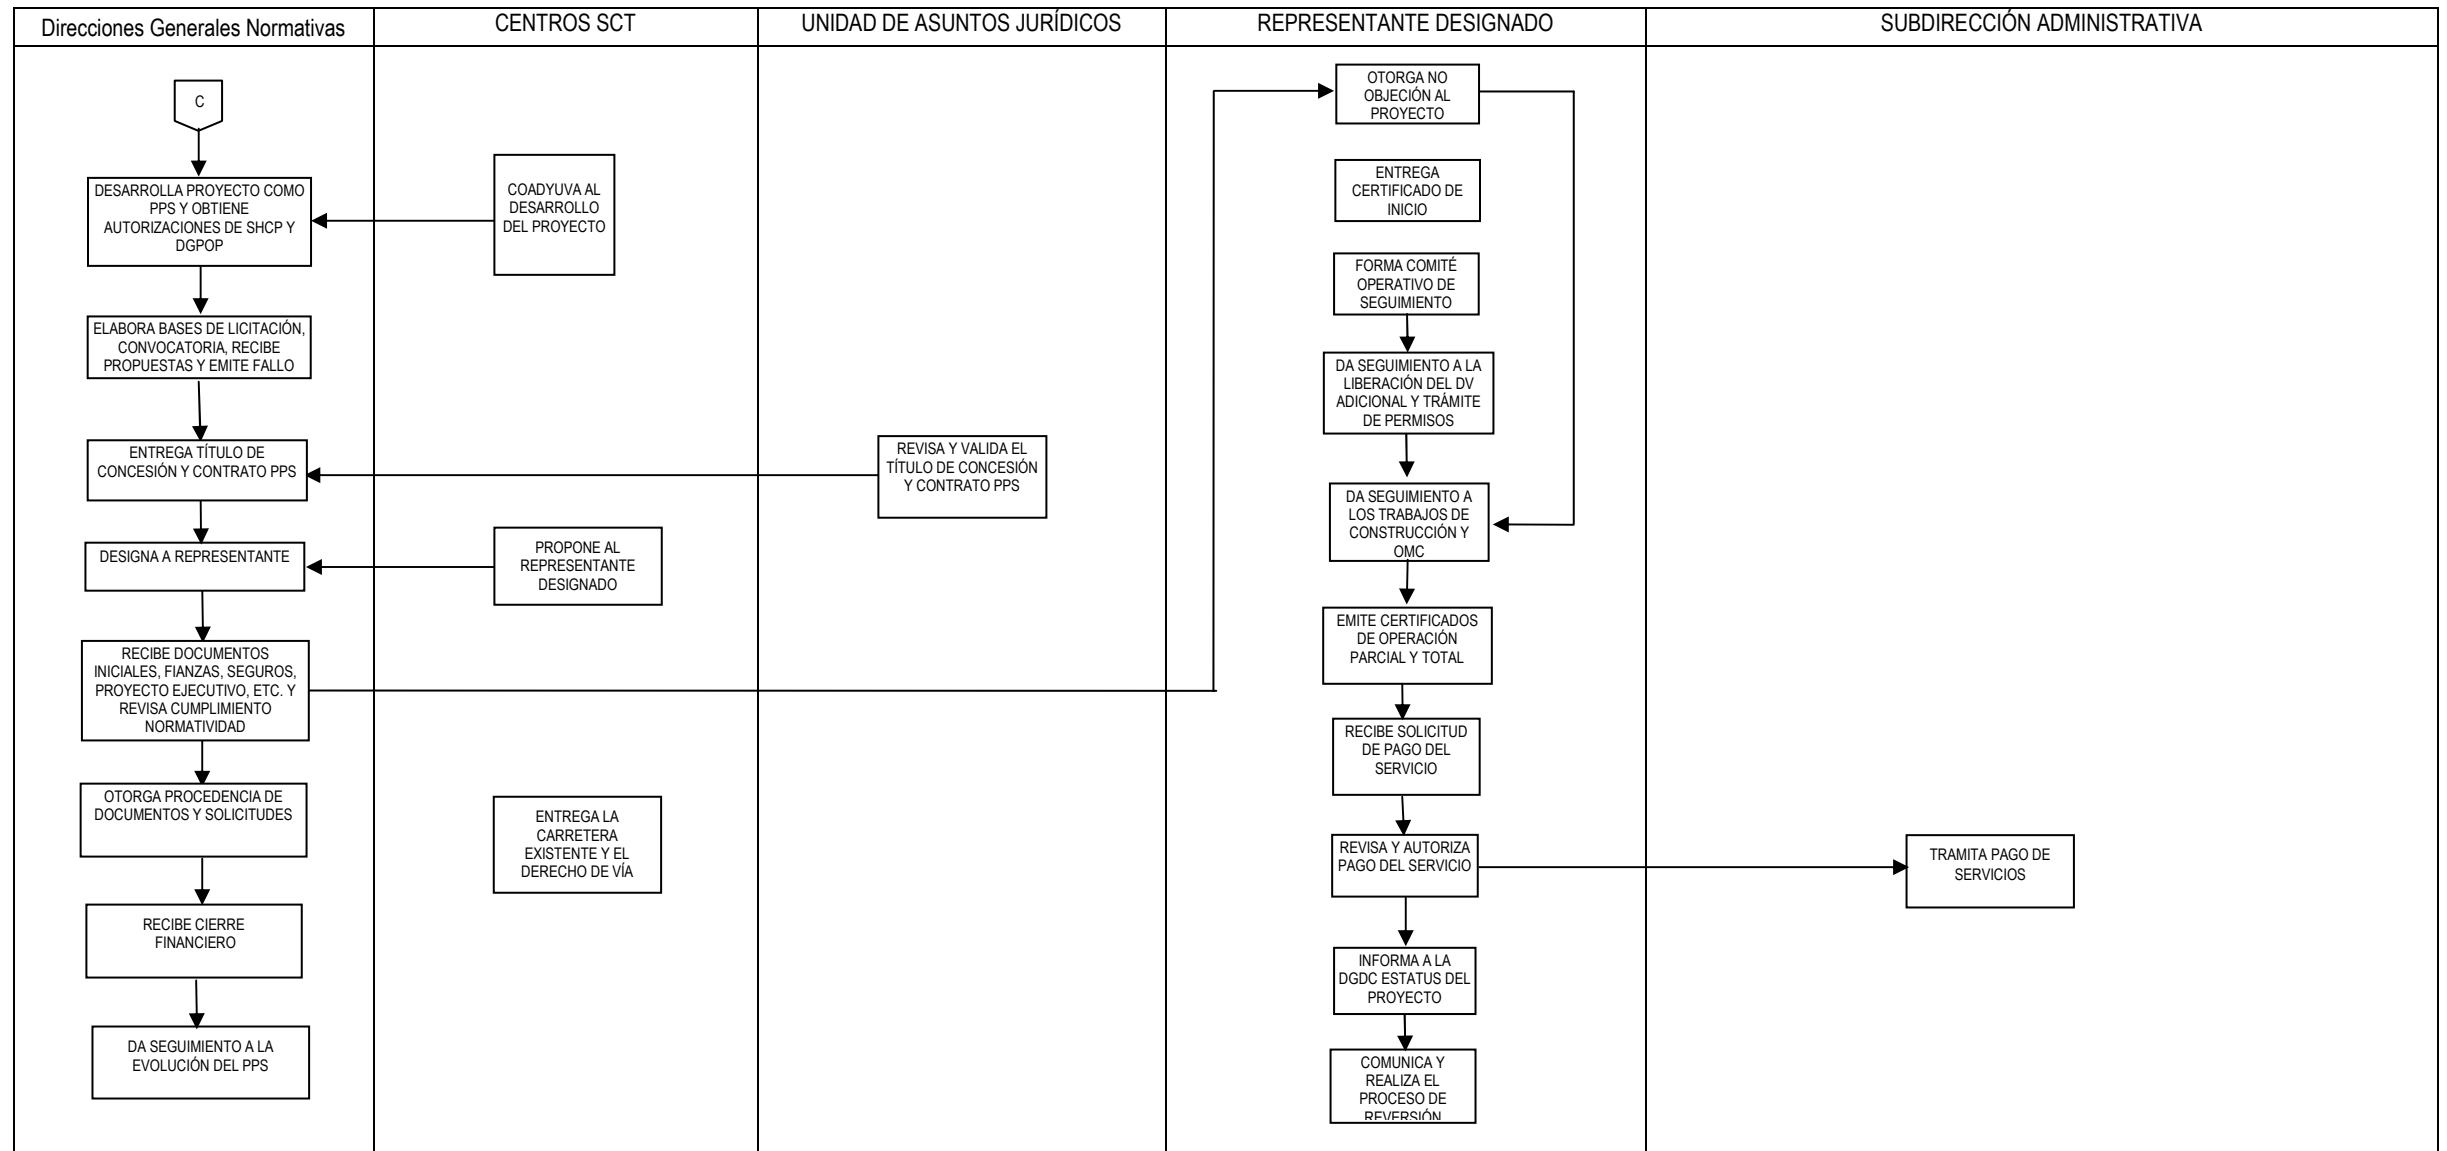 Direcciones Generales Normativas
CENTROS SCT
UNIDAD DE ASUNTOS JURÍDICOS
REPRESENTANTE DESIGNADO
SUBDIRECCIÓN ADMINISTRATIVA
C
DESARROLLA PROYECTO COMO
PPS Y OBTIENE
AUTORIZACIONES DE SHCP Y
DGPOP
ELABORA BASES DE LICITACIÓN,
CONVOCATORIA, RECIBE
PROPUESTAS Y EMITE FALLO
ENTREGA TÍTULO DE
CONCESIÓN Y CONTRATO PPS
DESIGNA A REPRESENTANTE
RECIBE DOCUMENTOS
INICIALES, FIANZAS, SEGUROS,
PROYECTO EJECUTIVO, ETC. Y
REVISA CUMPLIMIENTO
NORMATIVIDAD
OTORGA PROCEDENCIA DE
DOCUMENTOS Y SOLICITUDES
RECIBE CIERRE
FINANCIERO
DA SEGUIMIENTO A LA
EVOLUCIÓN DEL PPS
COADYUVA AL
DESARROLLO
DEL PROYECTO
PROPONE AL
REPRESENTANTE
DESIGNADO
ENTREGA LA
CARRETERA
EXISTENTE Y EL
DERECHO DE VÍA
REVISA Y VALIDA EL
TÍTULO DE CONCESIÓN
Y CONTRATO PPS
OTORGA NO
OBJECIÓN AL
PROYECTO
ENTREGA
CERTIFICADO DE
INICIO
FORMA COMITÉ
OPERATIVO DE
SEGUIMIENTO
DA SEGUIMIENTO A LA
LIBERACIÓN DEL DV
ADICIONAL Y TRÁMITE
DE PERMISOS
DA SEGUIMIENTO A
LOS TRABAJOS DE
CONSTRUCCIÓN Y
OMC
EMITE CERTIFICADOS
DE OPERACIÓN
PARCIAL Y TOTAL
RECIBE SOLICITUD
DE PAGO DEL
SERVICIO
REVISA Y AUTORIZA
PAGO DEL SERVICIO
INFORMA A LA
DGDC ESTATUS DEL
PROYECTO
COMUNICA Y
REALIZA EL
PROCESO DE
REVERSIÓN
TRAMITA PAGO DE
SERVICIOS